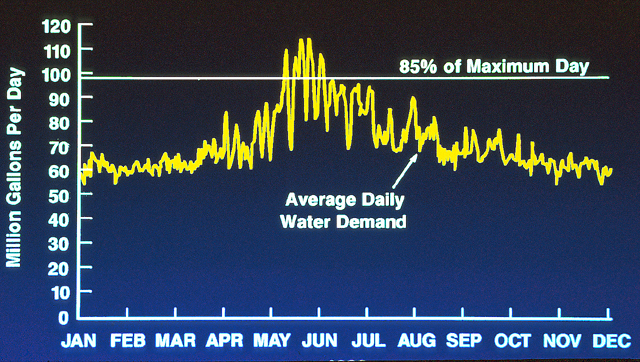 120
110
100
90
80
70
60
50
40
30
20
10
0
Million Gallons Per Day
85% of Maximum Day
Average Daily
Water Demand
JAN FEB MAR APR MAY JUN JUL AUG SEP OCT NOV DEC